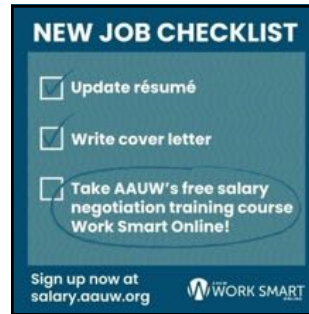 NEW JOB CHECKLIST
Update résumé
Write cover letter
Take AAUW's free salary
negotiation training course
Work Smart Online!
Sign up now at
salary.aauw.org
WORK SMART
ONLINE